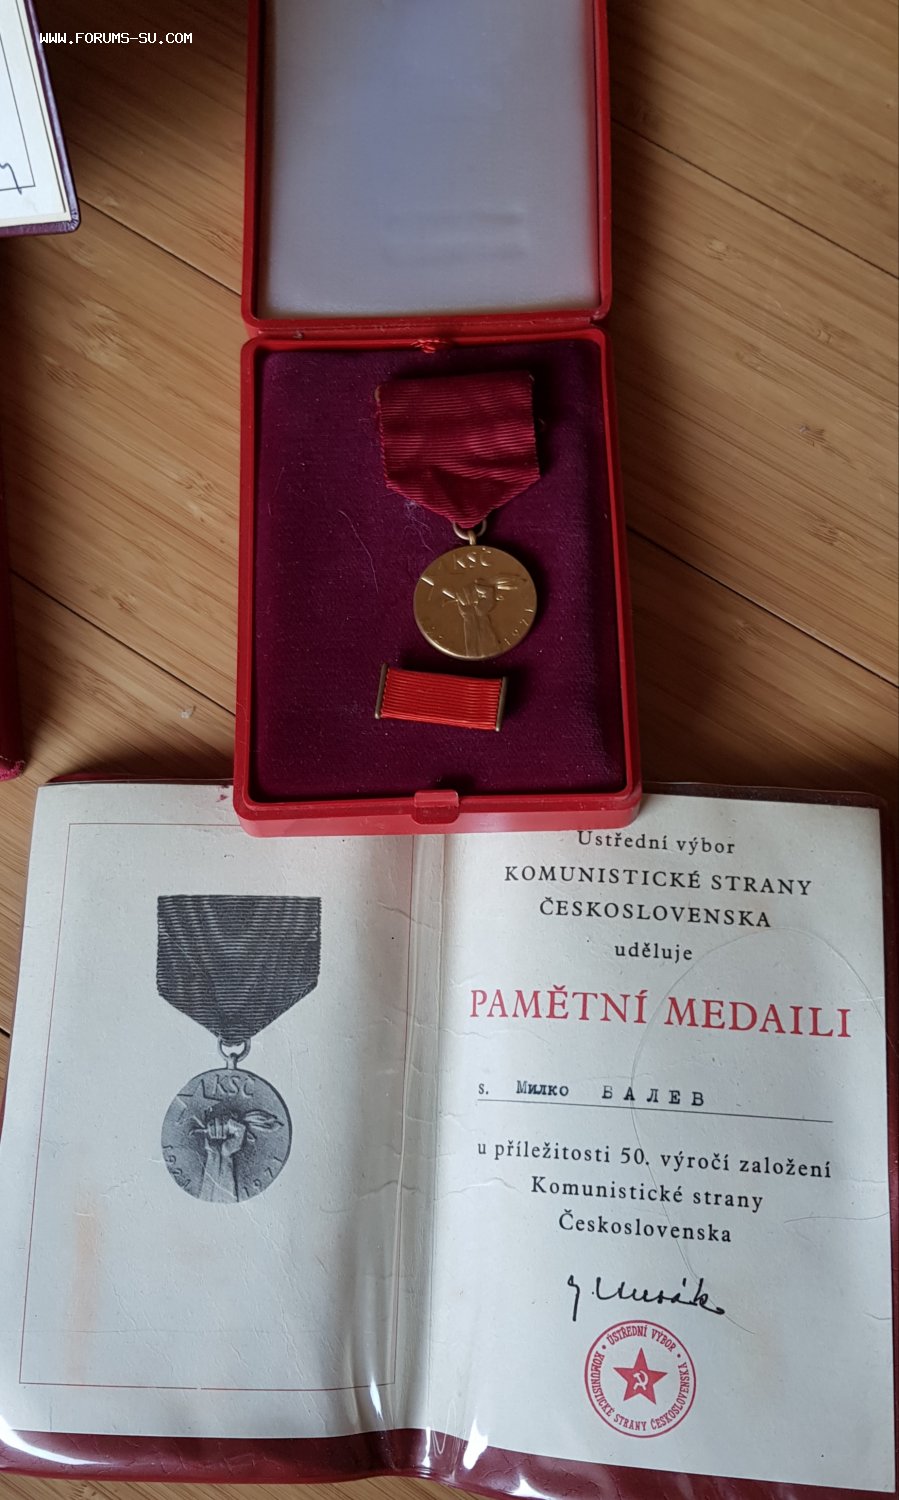 www.forums-su.com
KSČ
1971
Ústřední výbor
KOMUNISTICKÉ STRANY
ČESKOSLOVENSKA
uděluje
PAMĚTNÍ MEDAILI
s. Милко БАЛЕВ
u příležitosti 50. výročí založení
Komunistické strany
Československa
KSČ
1921 1971
ÚSTŘEDNÍ VÝBOR • KOMUNISTICKÉ STRANY ČESKOSLOVENSKA •